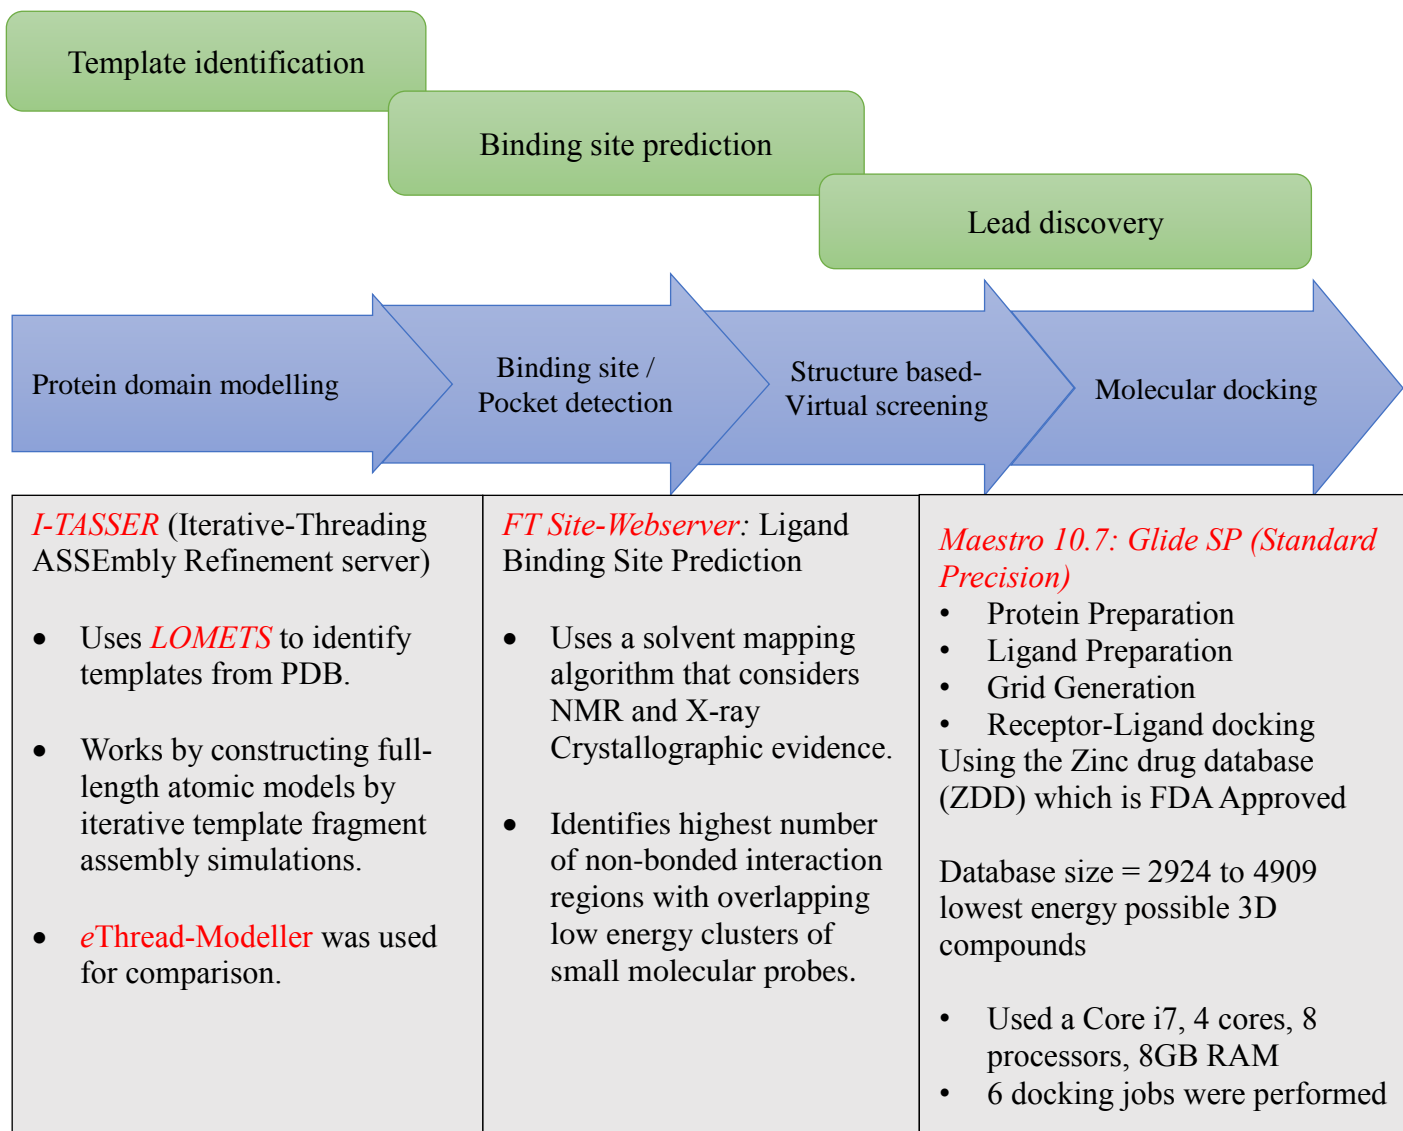 Template identification
Binding site prediction
Lead discovery
Protein domain modelling
Binding site /
Pocket detection
Structure based-
Virtual screening
Molecular docking
I-TASSER (Iterative-Threading
ASSEmbly Refinement server)
• Uses LOMETS to identify
templates from PDB.
• Works by constructing full-
length atomic models by
iterative template fragment
assembly simulations.
• eThread-Modeller was used
for comparison.
FT Site-Webserver: Ligand
Binding Site Prediction
• Uses a solvent mapping
algorithm that considers
NMR and X-ray
Crystallographic evidence.
• Identifies highest number
of non-bonded interaction
regions with overlapping
low energy clusters of
small molecular probes.
Maestro 10.7: Glide SP (Standard
Precision)
• Protein Preparation
• Ligand Preparation
• Grid Generation
• Receptor-Ligand docking
Using the Zinc drug database
(ZDD) which is FDA Approved
Database size = 2924 to 4909
lowest energy possible 3D
compounds
• Used a Core i7, 4 cores, 8
processors, 8GB RAM
• 6 docking jobs were performed